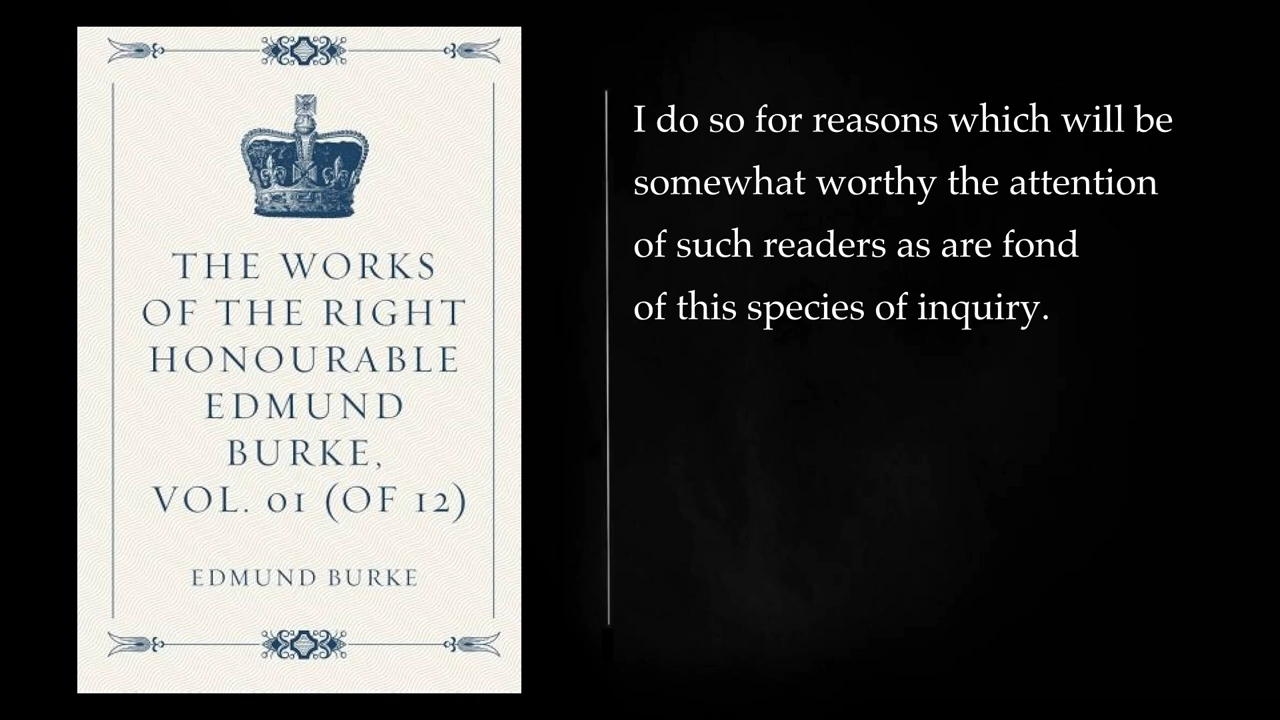 THE WORKS
OF THE RIGHT
HONOURABLE
EDMUND
BURKE,
VOL. 01 (OF 12)
EDMUND BURKE
I do so for reasons which will be
somewhat worthy the attention
of such readers as are fond
of this species of inquiry.